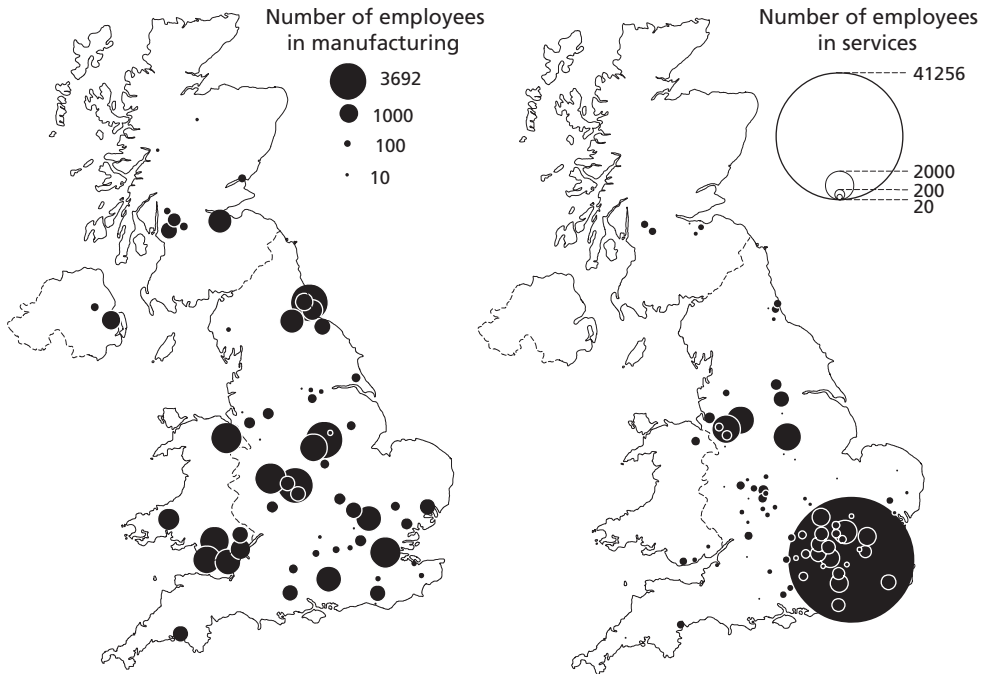 Number of employees
in manufacturing
3692
1000
100
10
Number of employees
in services
41256
2000
200
20